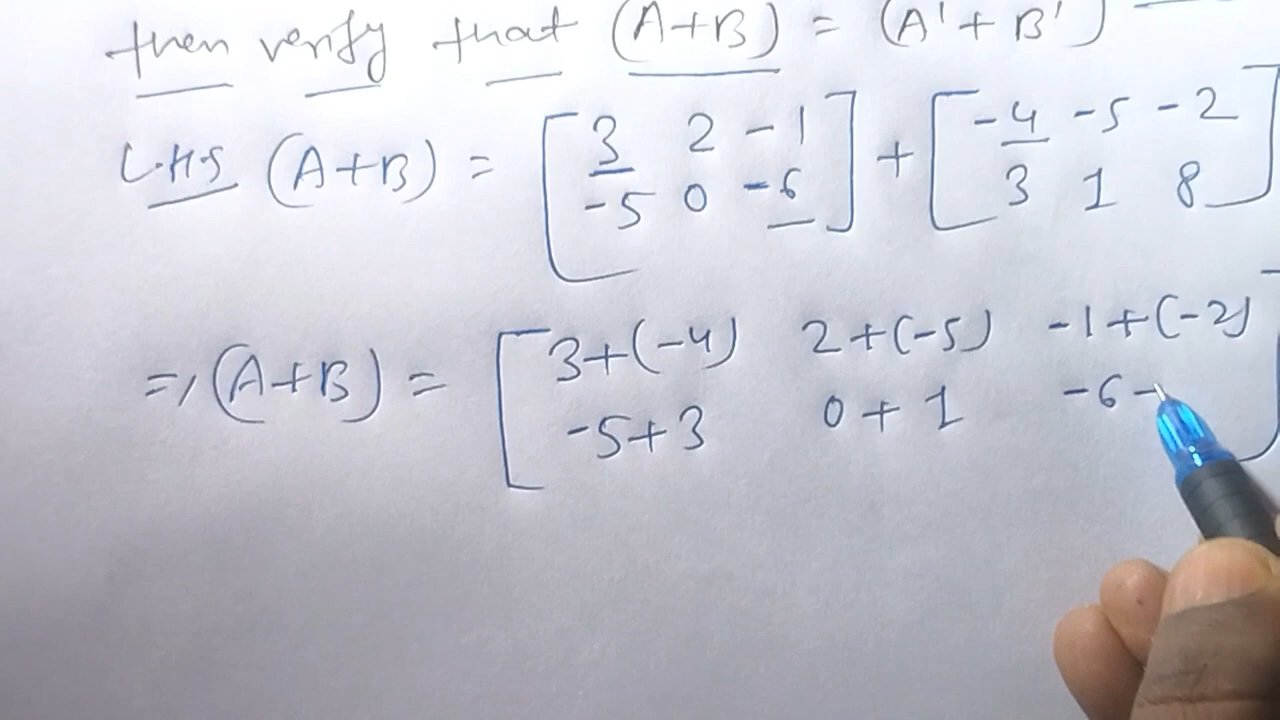 then verify that (A+B) = (A'+B')
L.H.S (A+B) = [3 2 -1] + [-4 -5 -2]
-5 0 -6 3 1 8
=> (A+B) = [3+(-4) 2+(-5) -1+(-2)]
-5+3 0+1 -6-